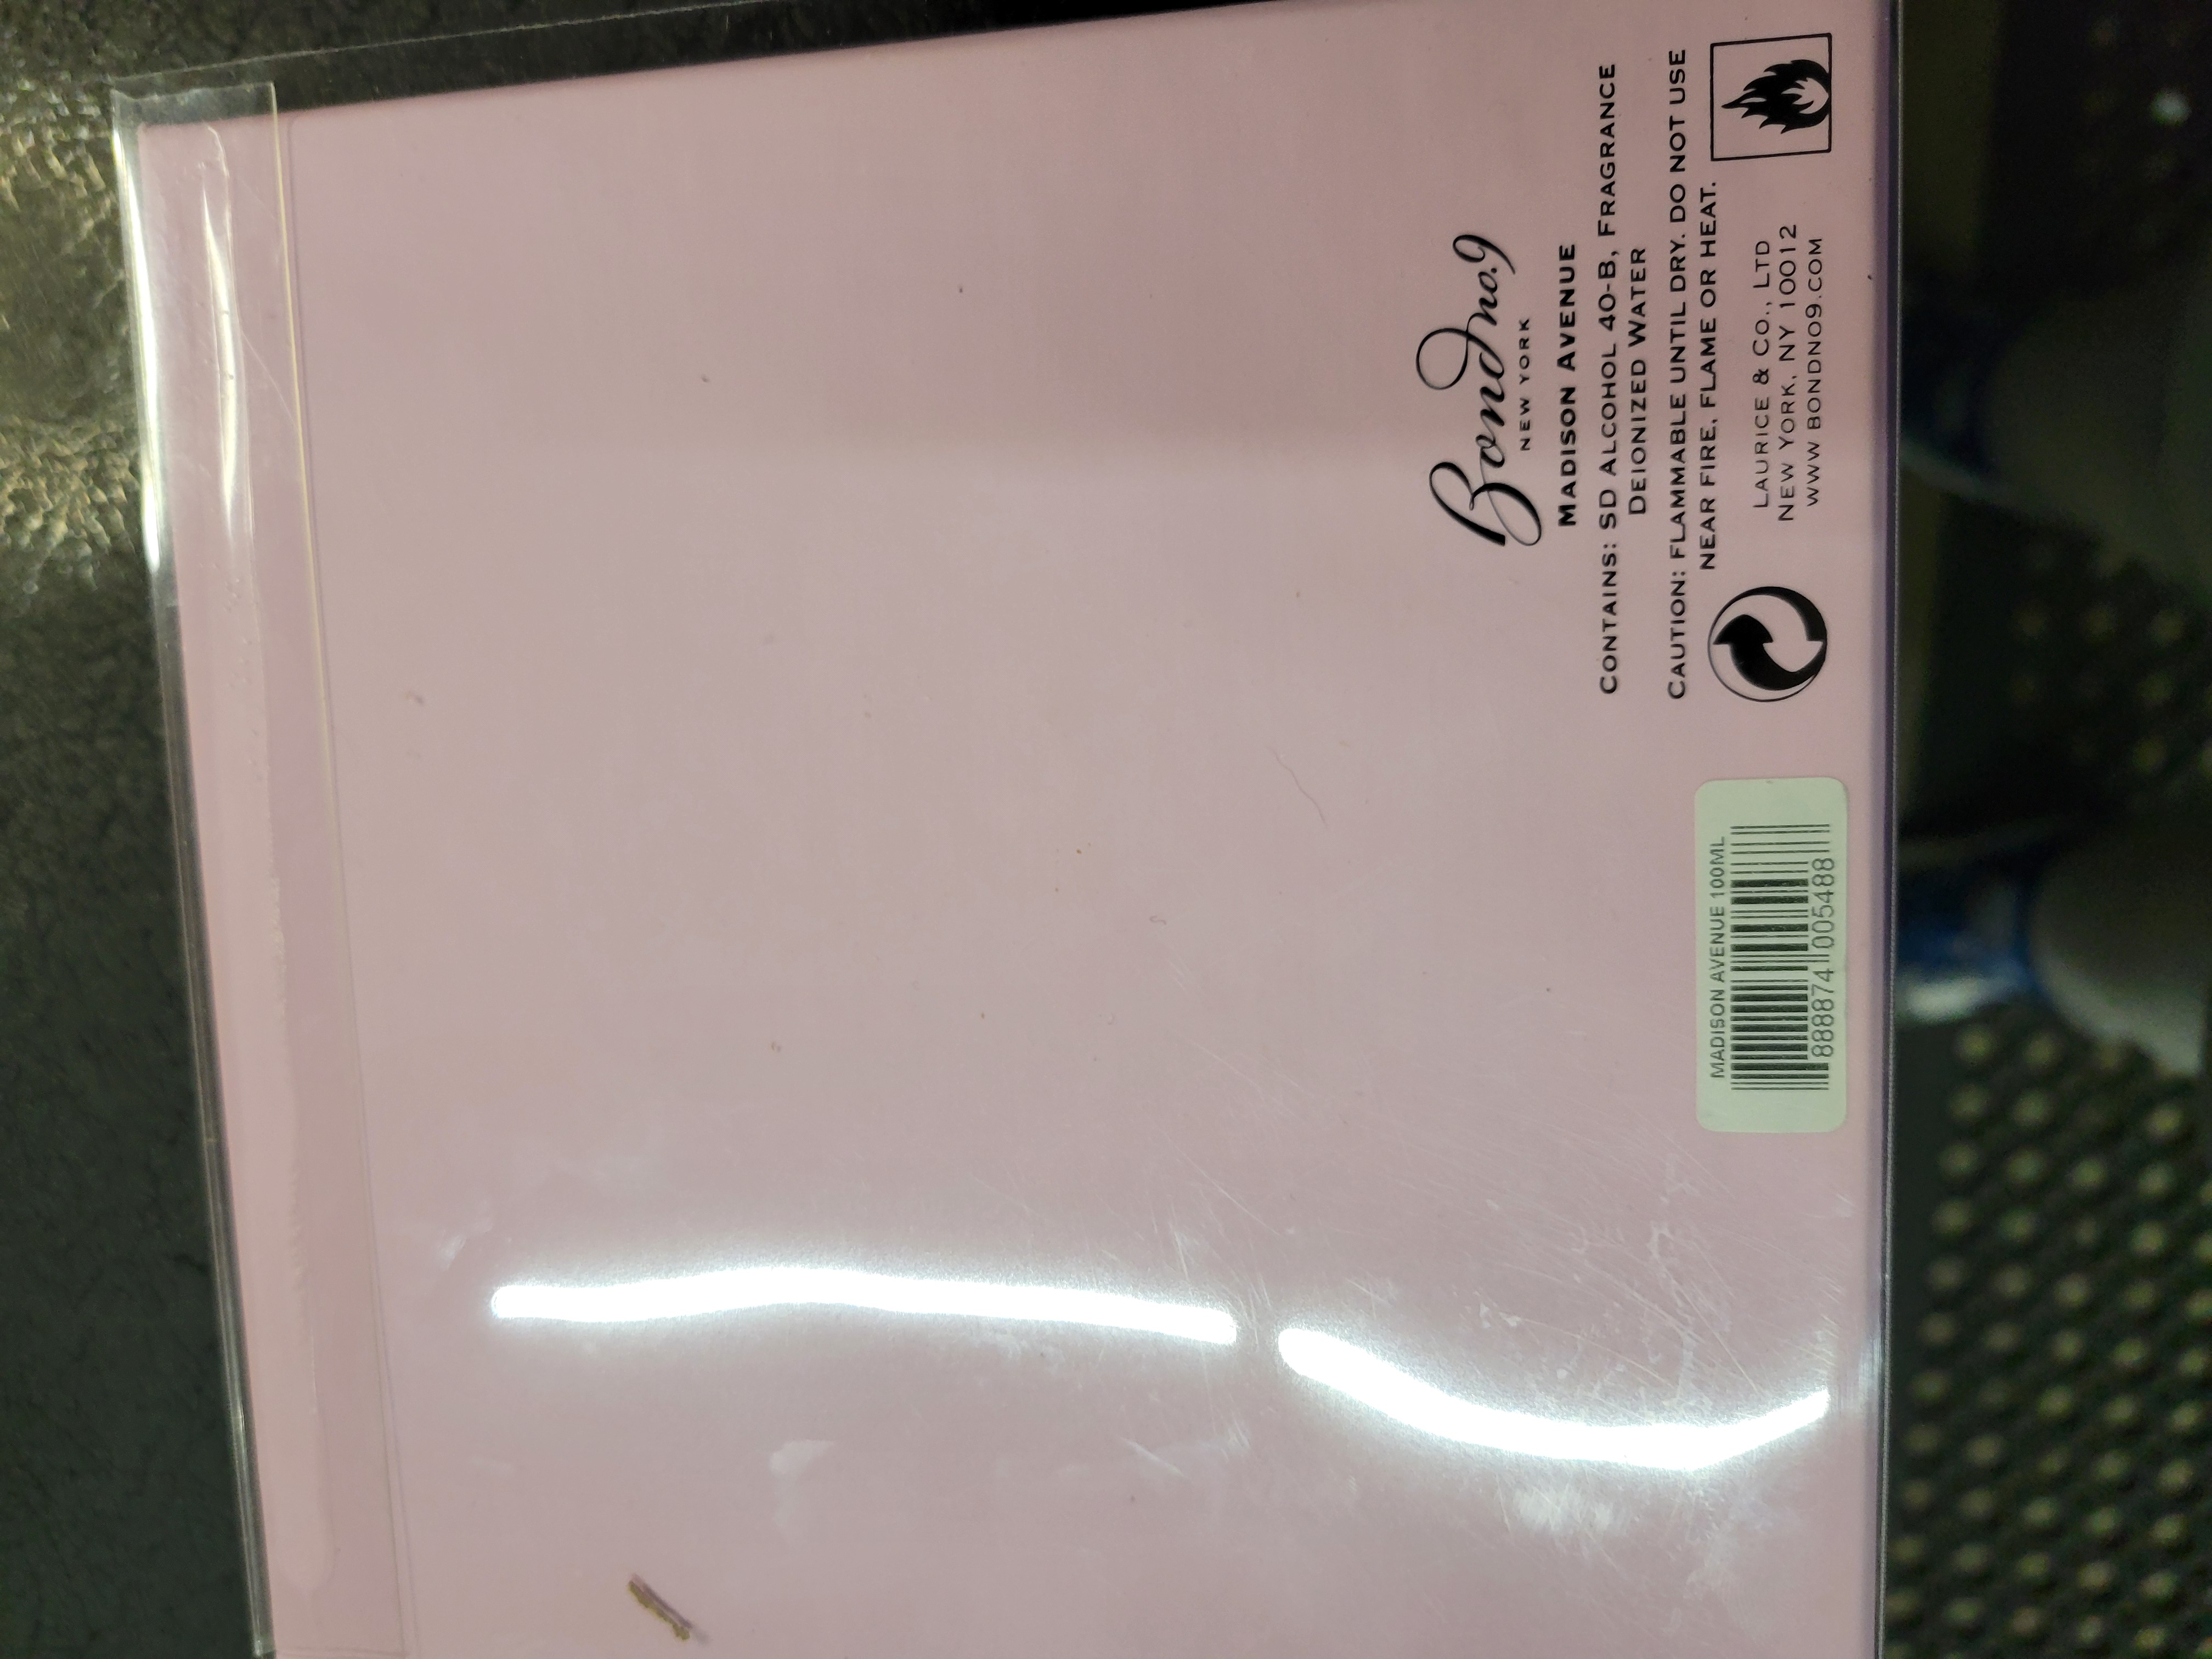 Bond no.9
NEW YORK
MADISON AVENUE
CONTAINS: SD ALCOHOL 40-B, FRAGRANCE
DEIONIZED WATER
CAUTION: FLAMMABLE UNTIL DRY. DO NOT USE
NEAR FIRE, FLAME OR HEAT.
LAURICE & CO., LTD
NEW YORK, NY 10012
WWW BONDNO9.COM
MADISON AVENUE 100ML
888874 005488